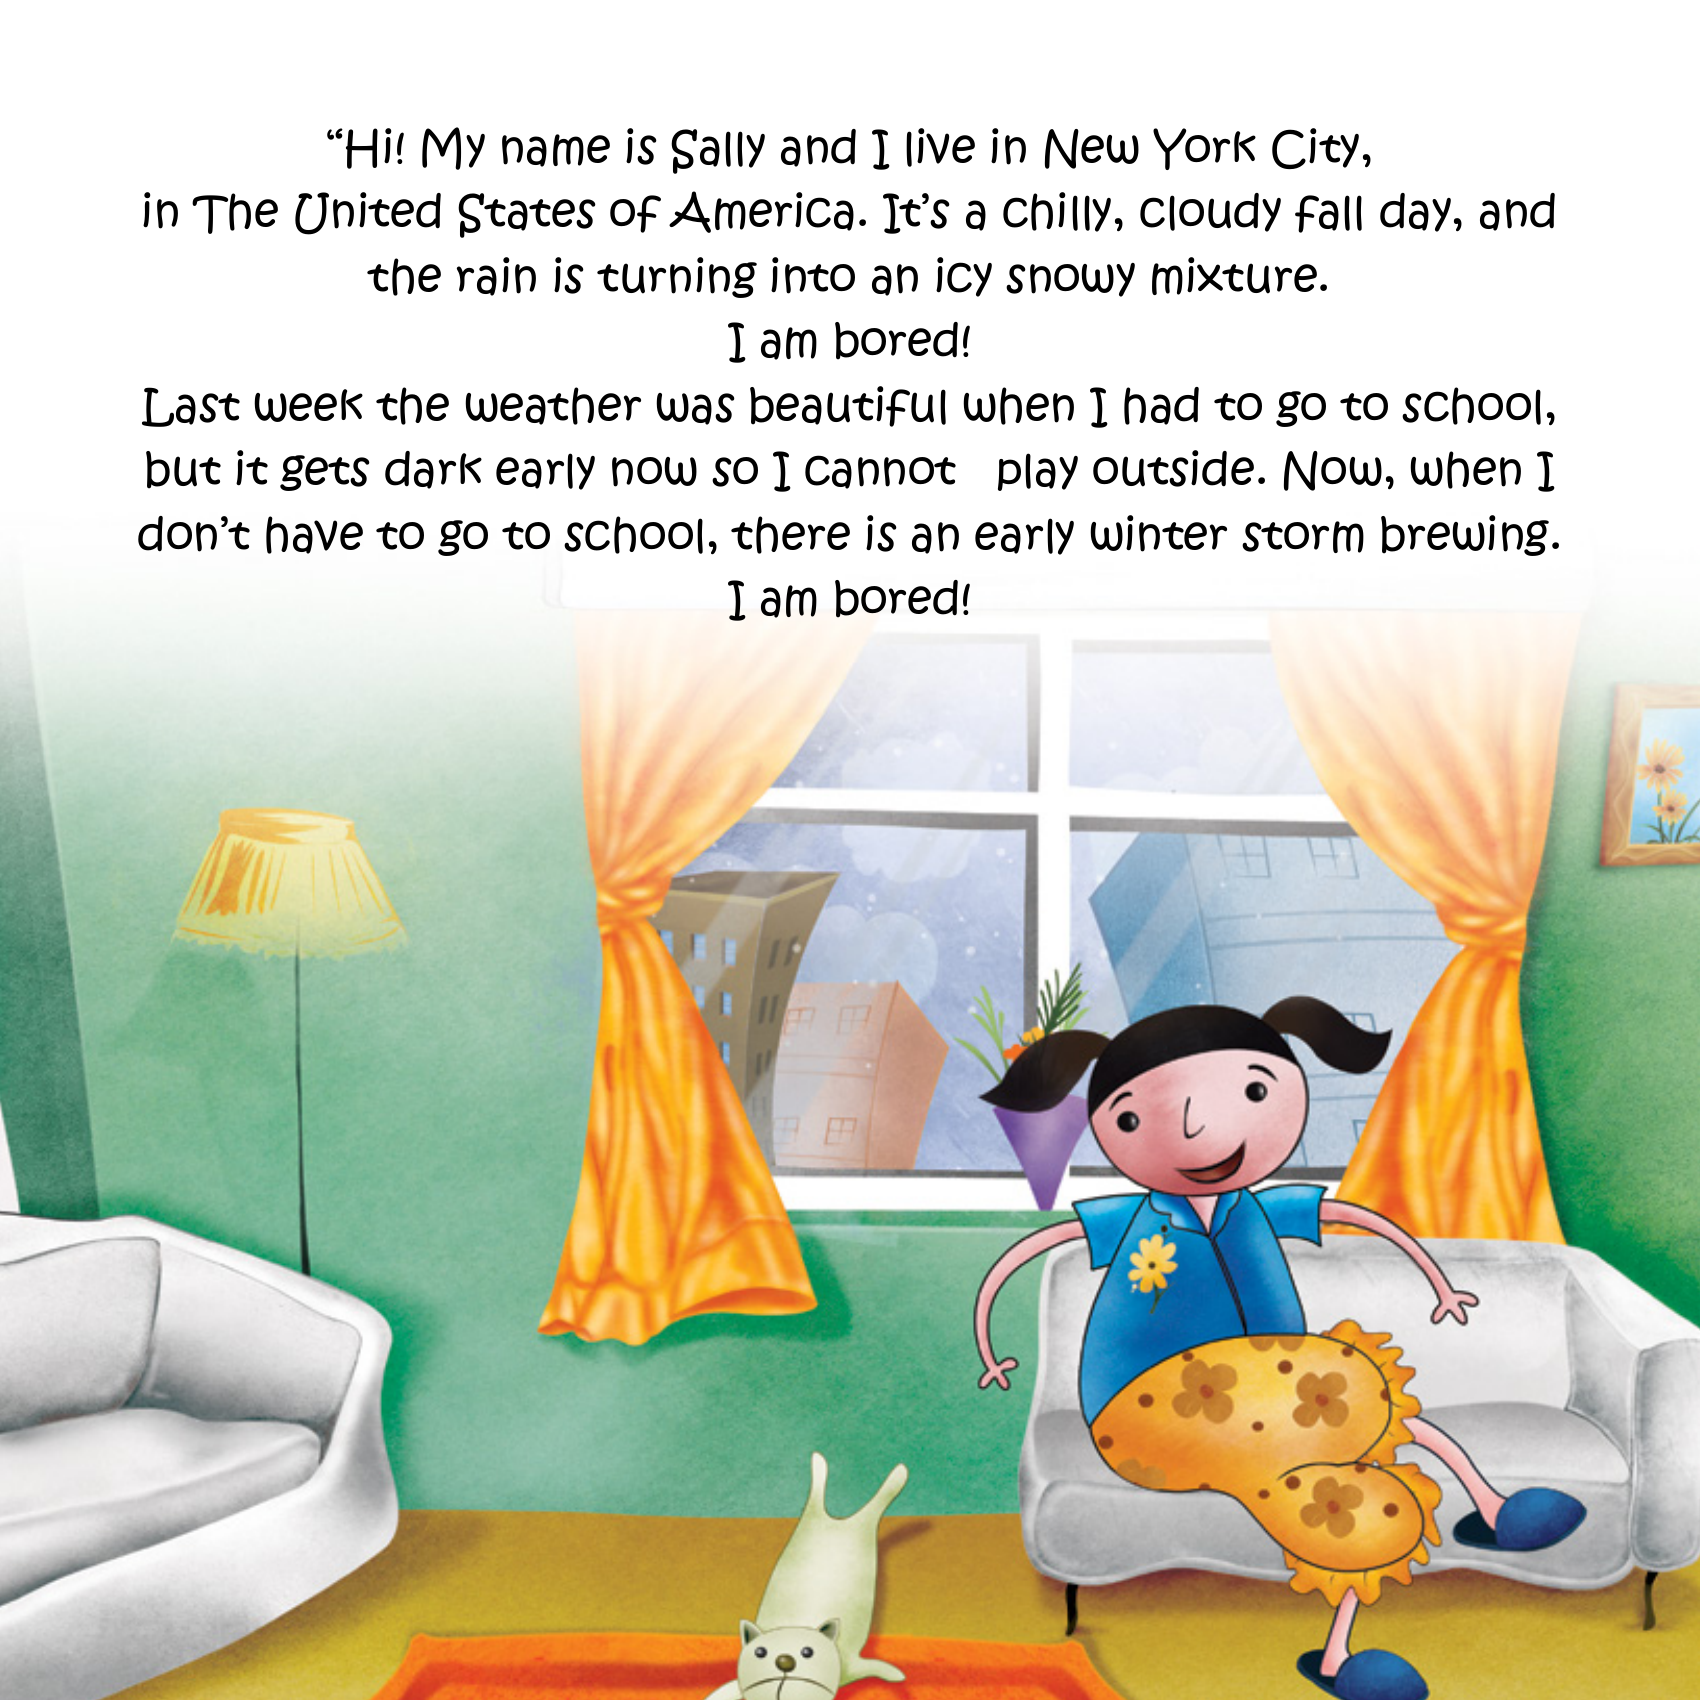 “Hi! My name is Sally and I live in New York City,
in The United States of America. It’s a chilly, cloudy fall day, and
the rain is turning into an icy snowy mixture.
I am bored!
Last week the weather was beautiful when I had to go to school,
but it gets dark early now so I cannot   play outside. Now, when I
don’t have to go to school, there is an early winter storm brewing.
I am bored!